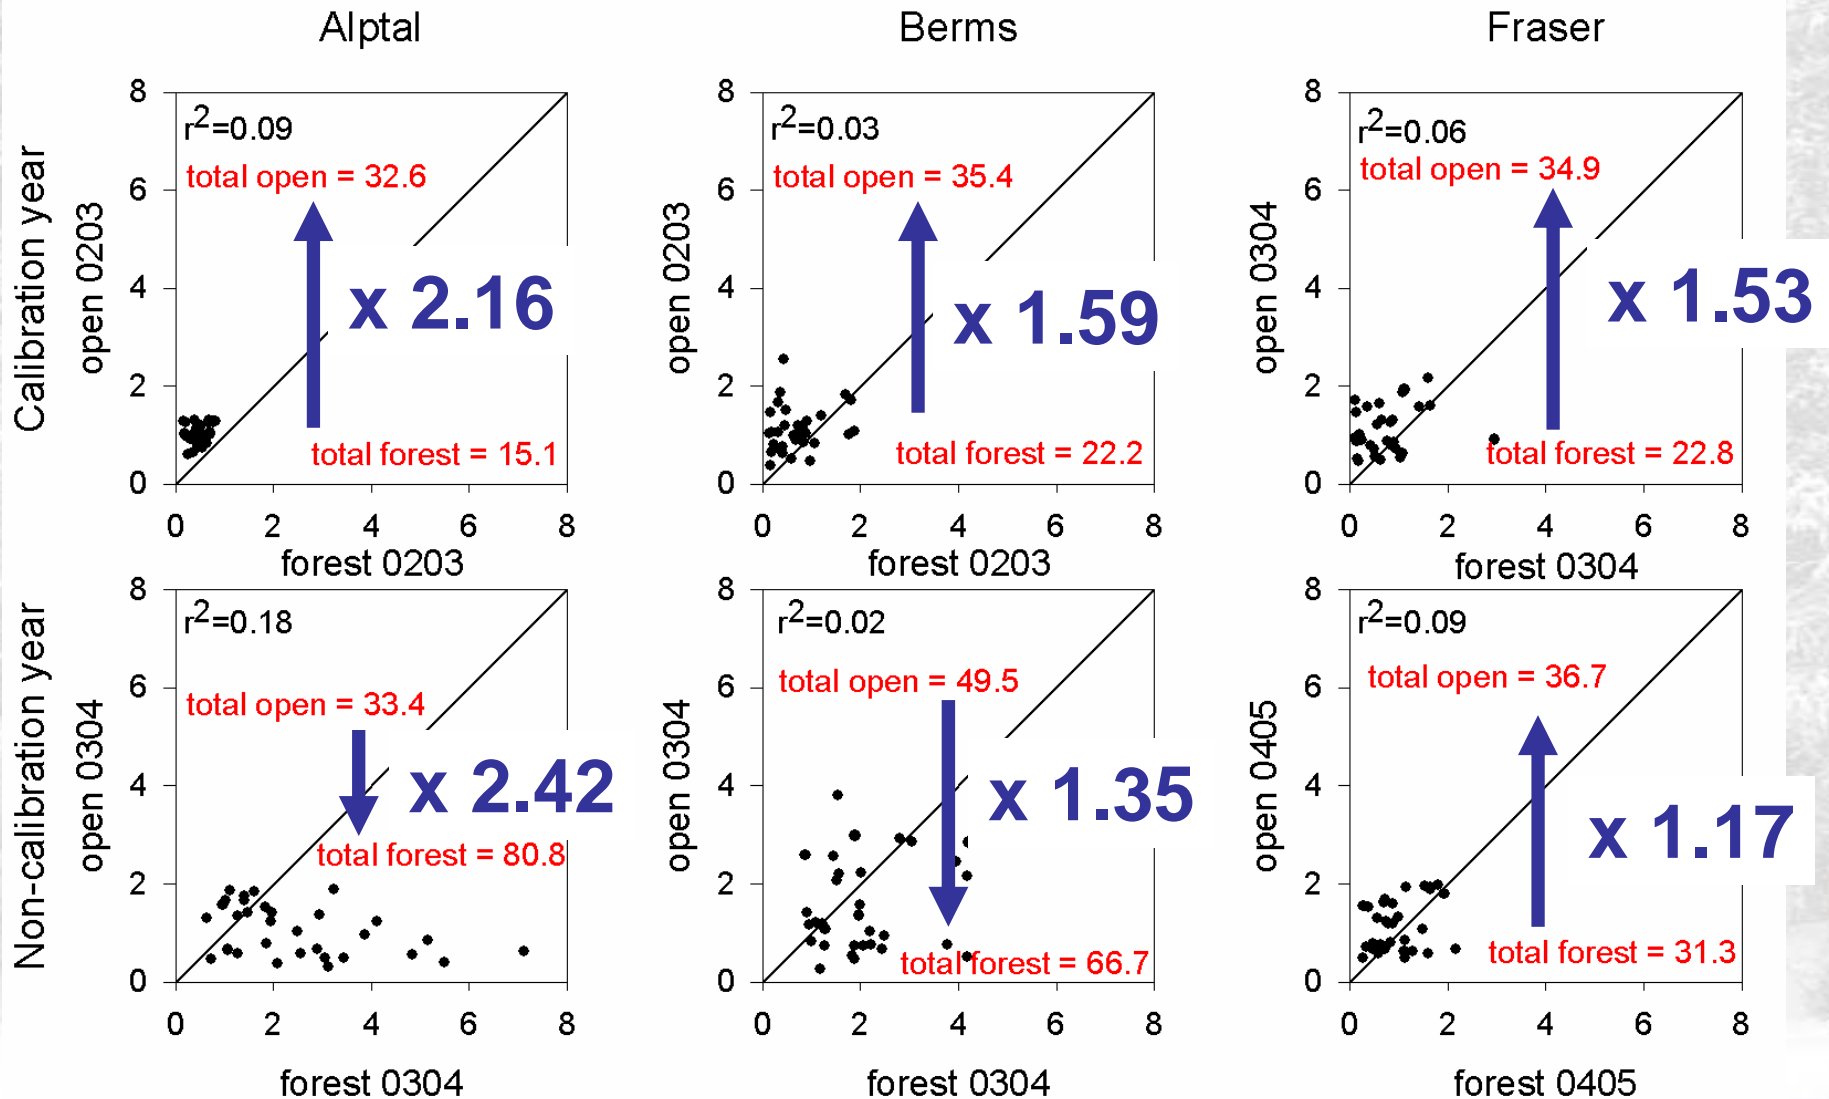 Alptal
Berms
Fraser
Calibration year
open 0203
8
6
4
2
0
r²=0.09
total open = 32.6
x 2.16
total forest = 15.1
0 2 4 6 8
forest 0203
open 0203
8
6
4
2
0
r²=0.03
total open = 35.4
x 1.59
total forest = 22.2
0 2 4 6 8
forest 0203
open 0304
8
6
4
2
0
r²=0.06
total open = 34.9
x 1.53
total forest = 22.8
0 2 4 6 8
forest 0304
Non-calibration year
open 0304
8
6
4
2
0
r²=0.18
total open = 33.4
x 2.42
total forest = 80.8
0 2 4 6 8
forest 0304
open 0304
8
6
4
2
0
r²=0.02
total open = 49.5
x 1.35
total forest = 66.7
0 2 4 6 8
forest 0304
open 0405
8
6
4
2
0
r²=0.09
total open = 36.7
x 1.17
total forest = 31.3
0 2 4 6 8
forest 0405